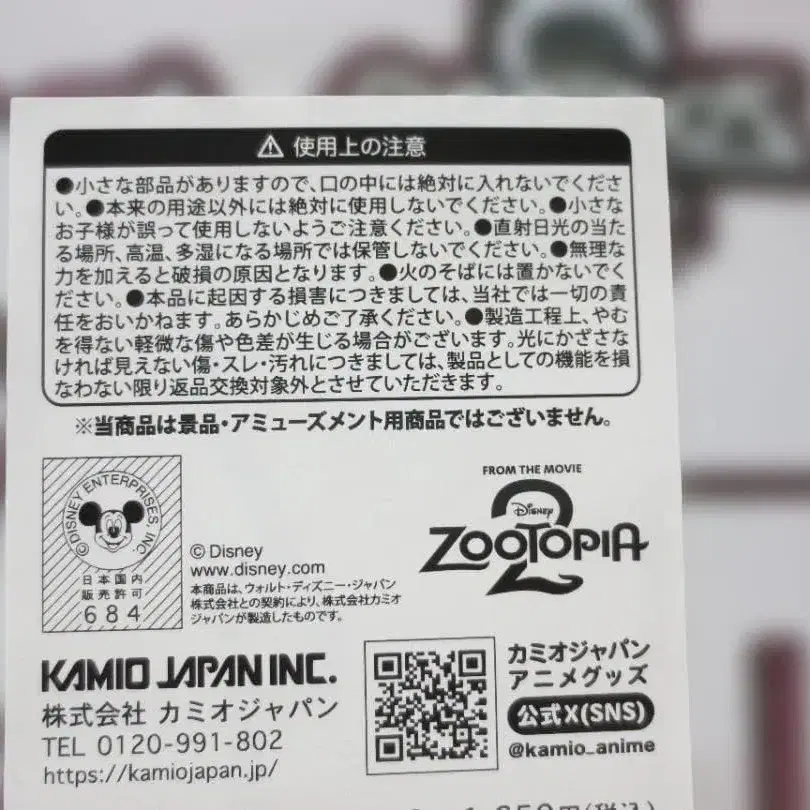 ⚠ 使用上の注意
●小さな部品がありますので、口の中には絶対に入れないでくださ
い。●本来の用途以外には絶対に使用しないでください。●小さな
お子様が誤って使用しないようご注意ください。●直射日光の当た
る場所、高温、多湿になる場所では保管しないでください。●無理な
力を加えると破損の原因となります。●火のそばには置かないでく
ださい。●本品に起因する損害につきましては、当社では一切の責
任をおいかねます。あらかじめご了承ください。●製造工程上、やむ
を得ない軽微な傷や色差が生じる場合がございます。光にかざさな
ければ見えない傷・スレ・汚れにつきましては、製品としての機能を損
なわない限り返品交換対象外とさせていただきます。
※当商品は景品・アミューズメント用商品ではございません。
©DISNEY ENTERPRISES, INC.
日本国内
販売許可
684
© Disney
www.disney.com
本商品は、ウォルト・ディズニー・ジャパン
株式会社との契約により、株式会社カミオ
ジャパンが製造したものです。
FROM THE MOVIE
Disney
ZOOTOPIA
2
KAMIO JAPAN INC.
株式会社 カミオジャパン
TEL 0120-991-802
https://kamiojapan.jp/
カミオジャパン
アニメグッズ
公式X(SNS)
@kamio_anime